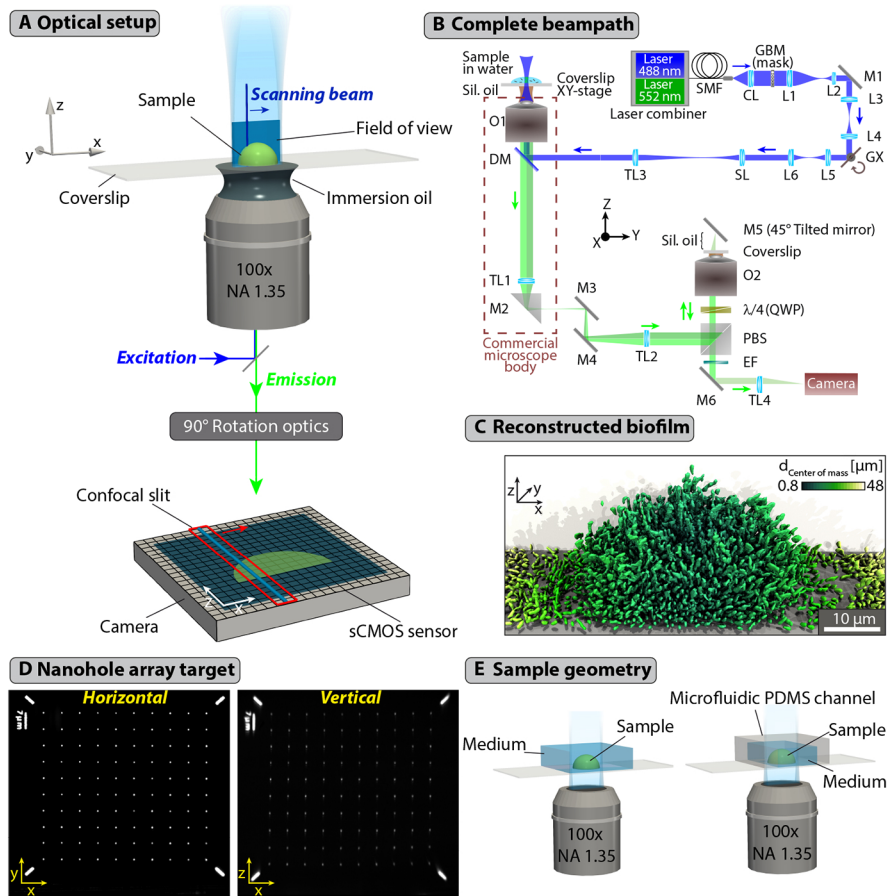 A Optical setup
z
y
x
Sample
Scanning beam
Field of view
Coverslip
Immersion oil
100x
NA 1.35
Excitation
Emission
90° Rotation optics
Confocal slit
z
x
Camera
sCMOS sensor
B Complete beampath
Sample
in water
Sil. oil
Coverslip
XY-stage
O1
DM
Laser
488 nm
Laser
552 nm
Laser combiner
SMF
GBM
(mask)
CL
L1
L2
M1
L3
L4
GX
TL3
SL
L6
L5
Z
X
Y
Sil. oil
M5 (45° Tilted mirror)
Coverslip
O2
TL1
M2
M3
λ/4 (QWP)
PBS
M4
TL2
EF
Commercial
microscope
body
M6
TL4
Camera
C Reconstructed biofilm
z
y
x
dCenter of mass [µm]
0.8
48
10 µm
D Nanohole array target
Horizontal
7µm
y
x
Vertical
7µm
z
x
E Sample geometry
Medium
Sample
100x
NA 1.35
Microfluidic PDMS channel
Sample
Medium
100x
NA 1.35